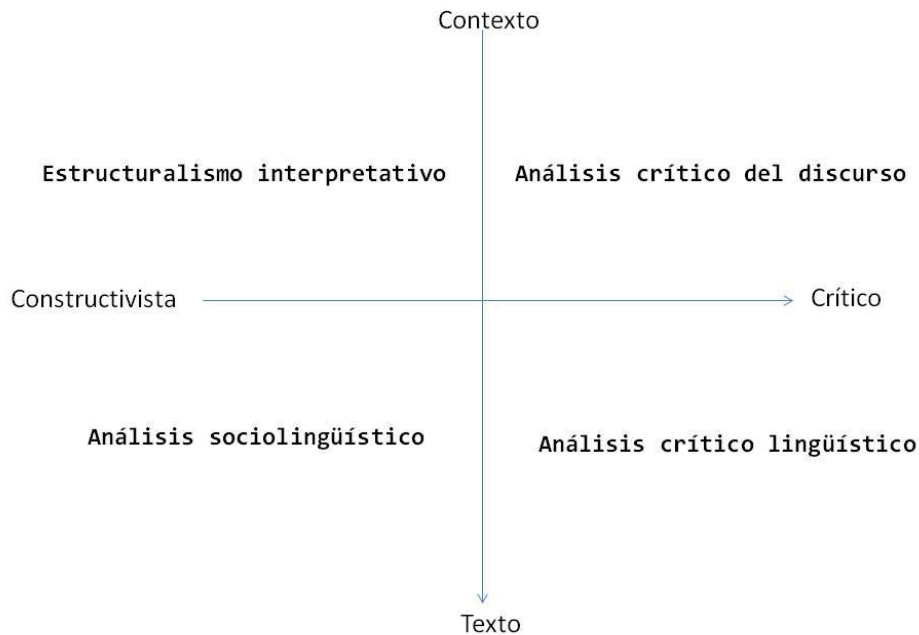 Contexto
Estructuralismo interpretativo
Análisis crítico del discurso
Constructivista
Crítico
Análisis sociolingüístico
Análisis crítico lingüístico
Texto